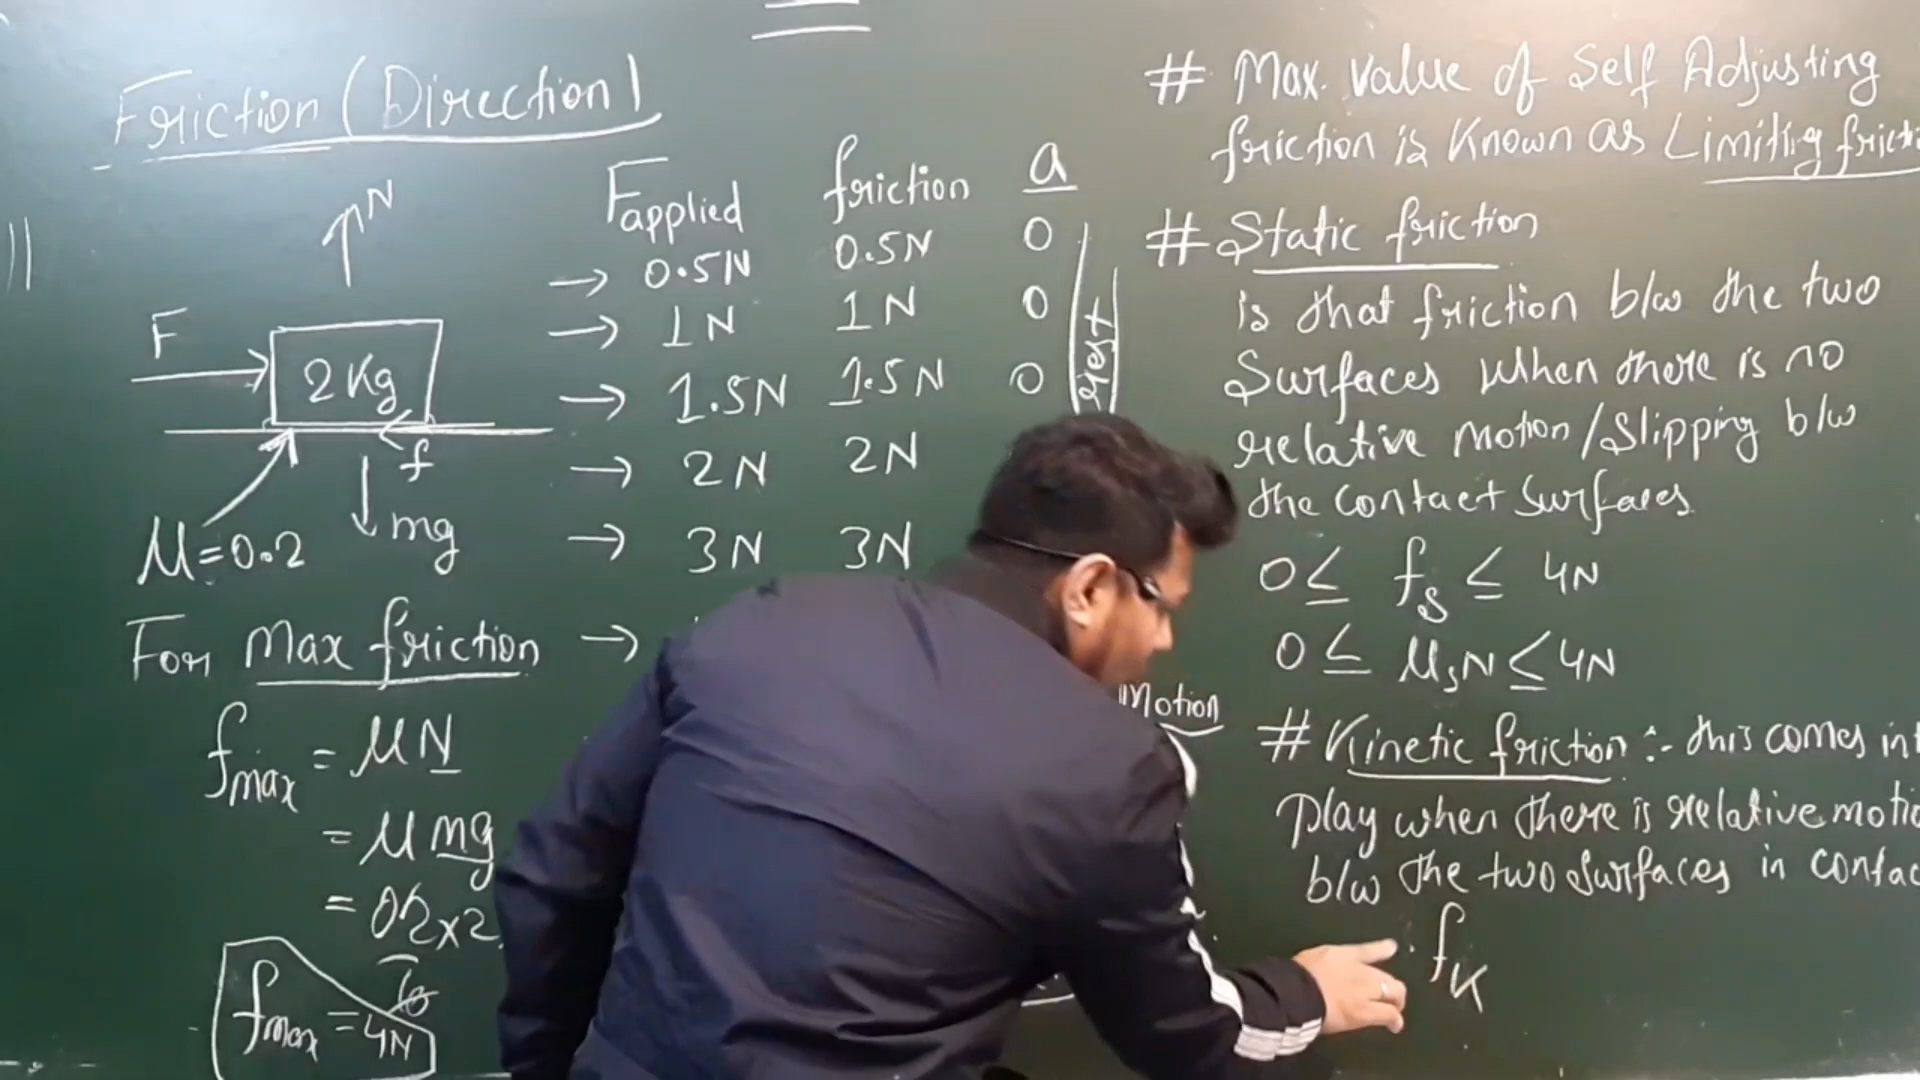 Friction (Direction)
N
F
2 Kg
f
mg
μ = 0.2
For Max friction →
fmax = μN
= μmg
fmax = 4N
Fapplied friction a
→ 0.5N 0.5N 0
→ 1N 1N 0
→ 1.5N 1.5N 0
→ 2N 2N
→ 3N 3N
rest
Motion
# Max. Value of Self Adjusting
friction is Known as Limiting
# Static friction
is that friction b/w the two
Surfaces when there is no
relative motion/Slipping b/w
the contact Surfaces
0 ≤ fs ≤ 4N
0 ≤ μsN ≤ 4N
# Kinetic friction :- this comes
Play when there is relative
b/w the two Surfaces in
fK